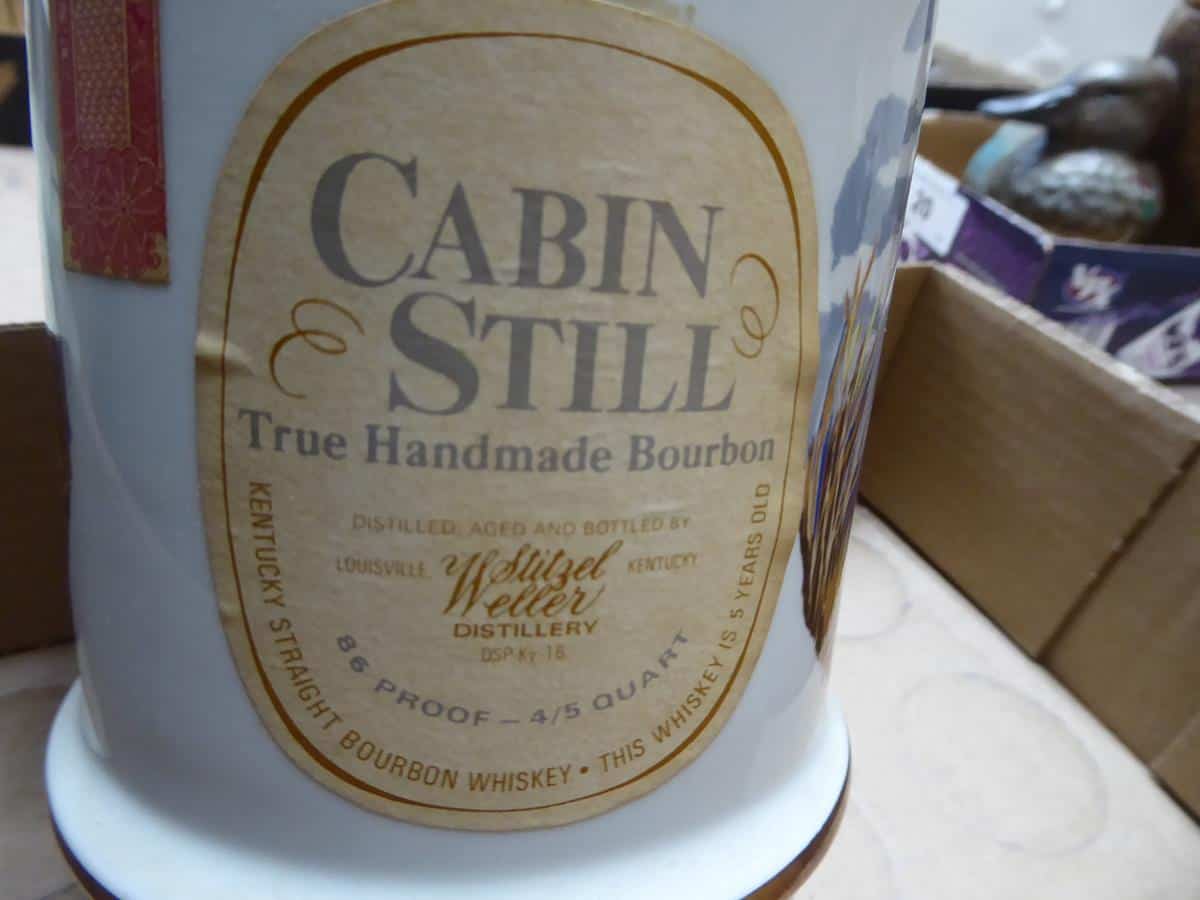 CABIN
STILL
True Handmade Bourbon
DISTILLED, AGED AND BOTTLED BY
LOUISVILLE, Stitzel Weller KENTUCKY
DISTILLERY
DSP-Ky 16
86 PROOF – 4/5 QUART
KENTUCKY STRAIGHT BOURBON WHISKEY • THIS WHISKEY IS 5 YEARS OLD
20